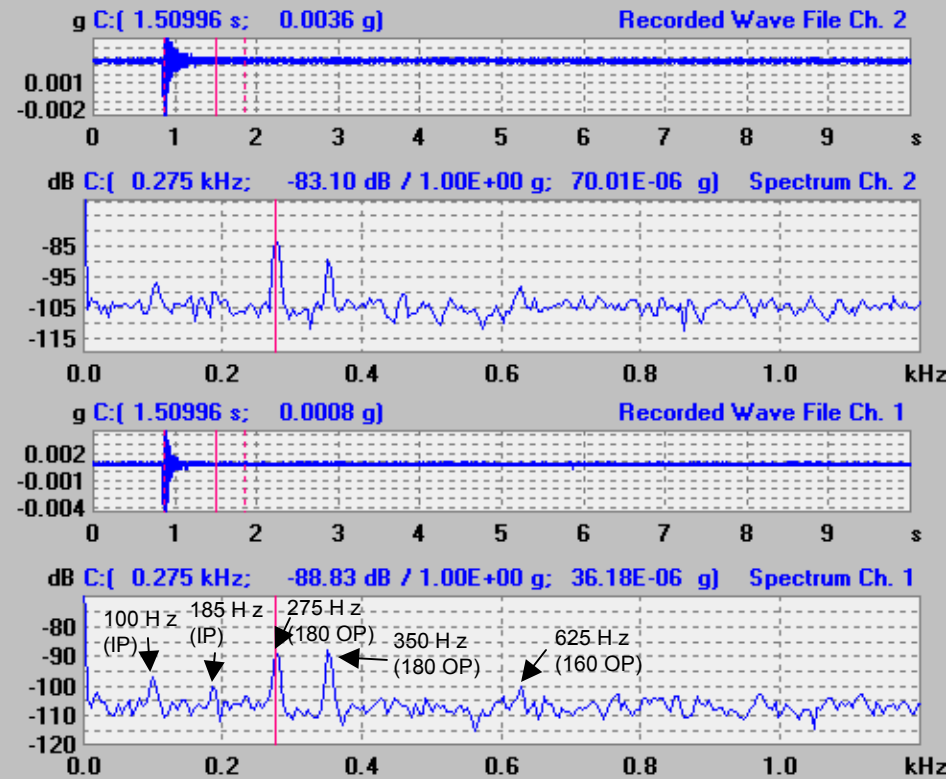 g C:( 1.50996 s; 0.0036 g) Recorded Wave File Ch. 2
0.001
-0.002
0 1 2 3 4 5 6 7 8 9 s
dB C:( 0.275 kHz; -83.10 dB / 1.00E+00 g; 70.01E-06 g) Spectrum Ch. 2
-85
-95
-105
-115
0.0 0.2 0.4 0.6 0.8 1.0 kHz
g C:( 1.50996 s; 0.0008 g) Recorded Wave File Ch. 1
0.002
-0.001
-0.004
0 1 2 3 4 5 6 7 8 9 s
dB C:( 0.275 kHz; -88.83 dB / 1.00E+00 g; 36.18E-06 g) Spectrum Ch. 1
100 H z
(IP)
185 H z
(IP)
275 H z
(180 OP)
350 H z
(180 OP)
625 H z
(160 OP)
-80
-90
-100
-110
-120
0.0 0.2 0.4 0.6 0.8 1.0 kHz